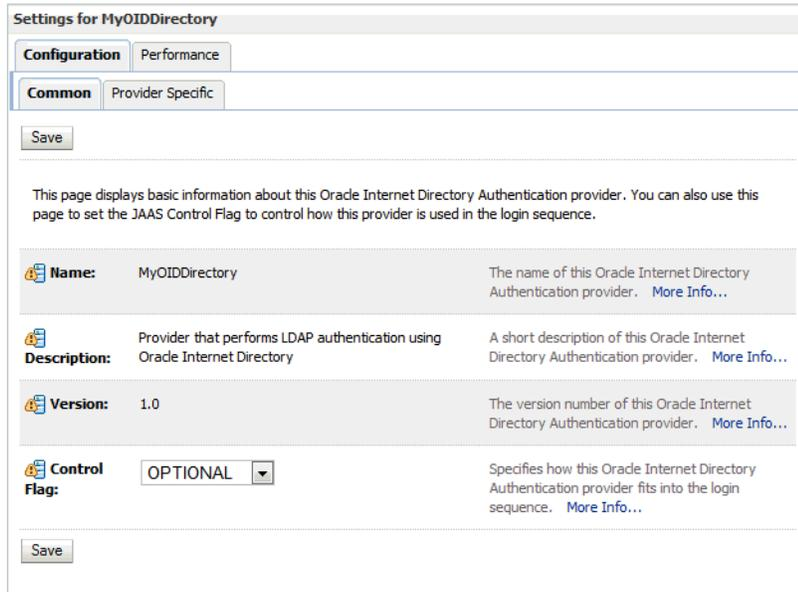 Settings for MyOIDDirectory
Configuration Performance
Common Provider Specific
Save
This page displays basic information about this Oracle Internet Directory Authentication provider. You can also use this
page to set the JAAS Control Flag to control how this provider is used in the login sequence.
Name: MyOIDDirectory The name of this Oracle Internet Directory
Authentication provider. More Info...
Provider that performs LDAP authentication using A short description of this Oracle Internet
Description: Oracle Internet Directory Directory Authentication provider. More Info...
Version: 1.0 The version number of this Oracle Internet
Directory Authentication provider. More Info...
Control OPTIONAL Specifies how this Oracle Internet Directory
Flag: Authentication provider fits into the login
sequence. More Info...
Save